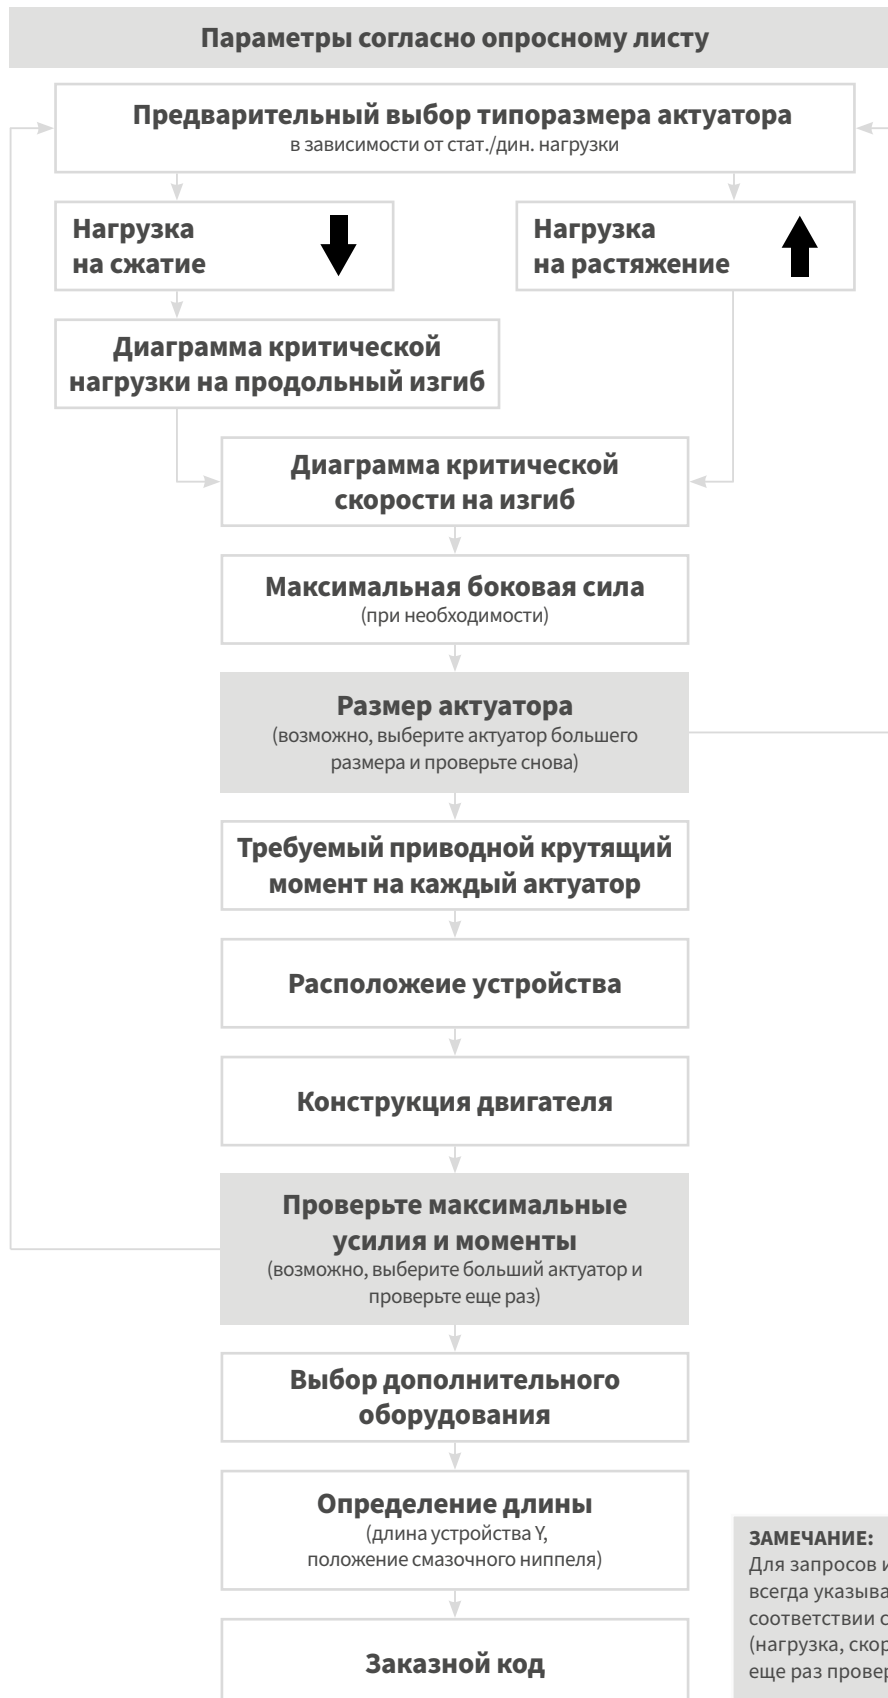 Параметры согласно опросному листу
Предварительный выбор типоразмера актуатора
в зависимости от стат./дин. нагрузки
Нагрузка
на сжатие
Нагрузка
на растяжение
Диаграмма критической
нагрузки на продольный изгиб
Диаграмма критической
скорости на изгиб
Максимальная боковая сила
(при необходимости)
Размер актуатора
(возможно, выберите актуатор большего
размера и проверьте снова)
Требуемый приводной крутящий
момент на каждый актуатор
Расположеие устройства
Конструкция двигателя
Проверьте максимальные
усилия и моменты
(возможно, выберите больший актуатор и
проверьте еще раз)
Выбор дополнительного
оборудования
Определение длины
(длина устройства Y,
положение смазочного ниппеля)
Заказной код
ЗАМЕЧАНИЕ:
Для запросов
всегда
соответствии
(нагрузка,
еще раз